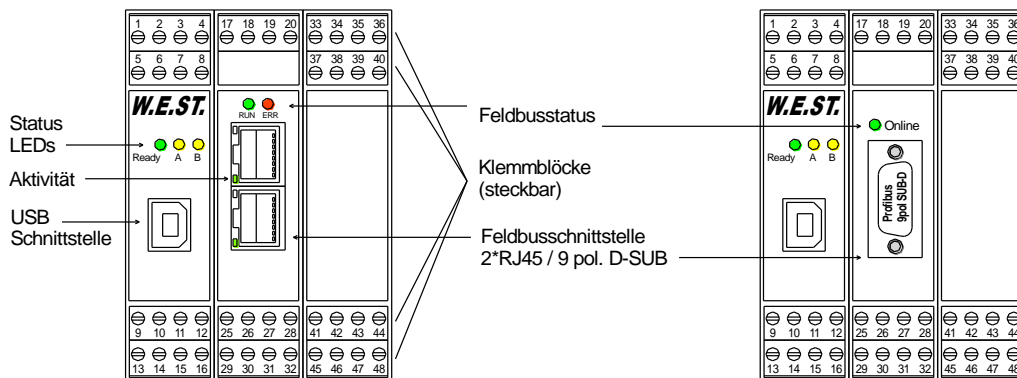 1 2 3 4 17 18 19 20 33 34 35 36
5 6 7 8 37 38 39 40
W.E.ST.
RUN ERR
Status
LEDs
Ready A B
Aktivität
USB
Schnittstelle
9 10 11 12 25 26 27 28 41 42 43 44
13 14 15 16 29 30 31 32 45 46 47 48
Feldbusstatus
Klemmblöcke
(steckbar)
Feldbusschnittstelle
2*RJ45 / 9 pol. D-SUB
1 2 3 4 17 18 19 20 33 34 35 36
5 6 7 8 37 38 39 40
W.E.ST.
Online
Ready A B
Profibus
9pol SUB-D
9 10 11 12 25 26 27 28 41 42 43 44
13 14 15 16 29 30 31 32 45 46 47 48